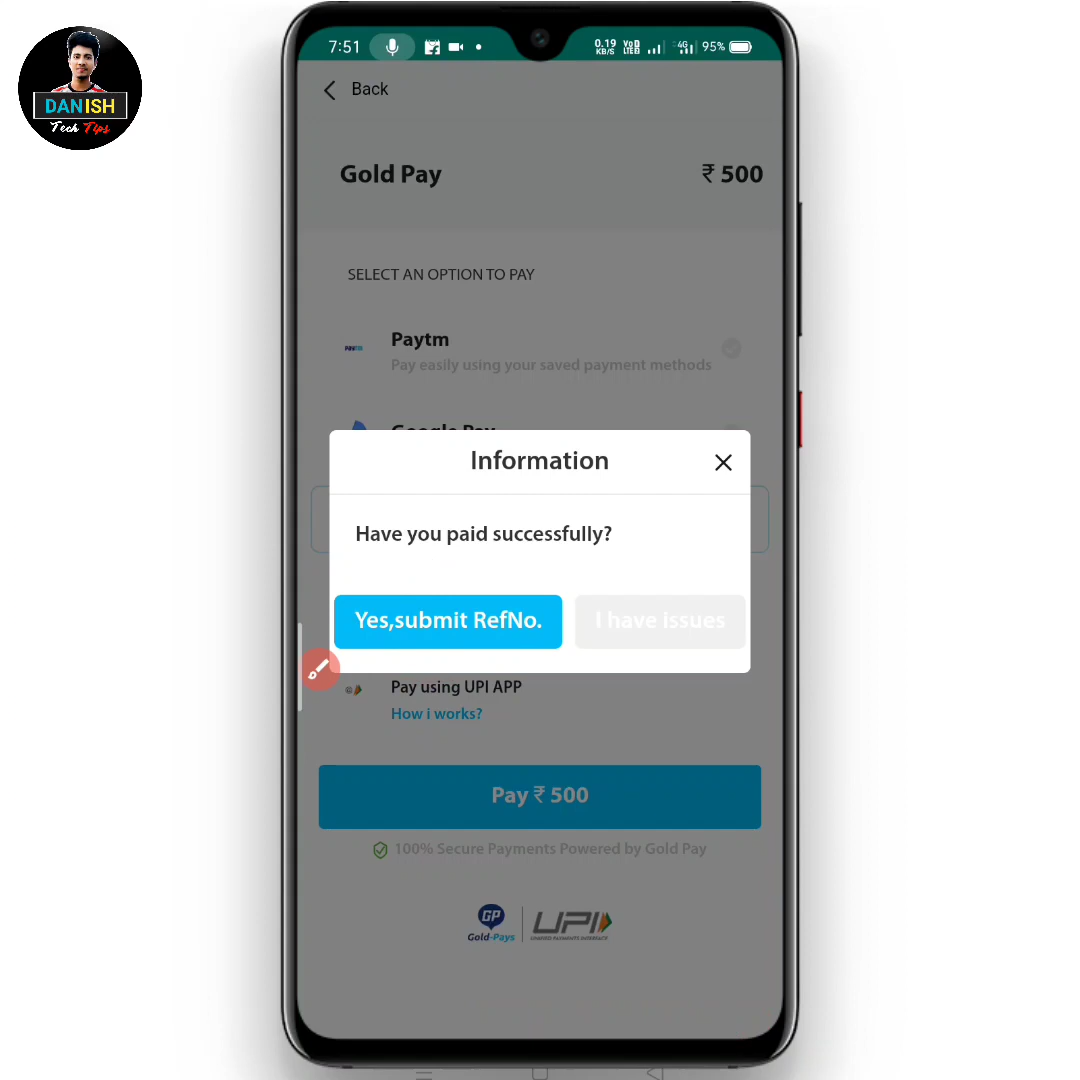 DANISH
Tech Tips
7:51
0.19 KB/S
VoD LTE2
4G
95%
Back
Gold Pay
₹ 500
SELECT AN OPTION TO PAY
Paytm
Paytm
Pay easily using your saved payment methods
Google Pay
Information
Have you paid successfully?
Yes,submit RefNo.
I have issues
Pay using UPI APP
How i works?
Pay ₹ 500
100% Secure Payments Powered by Gold Pay
GP
Gold-Pays
UPI
UNIFIED PAYMENTS INTERFACE